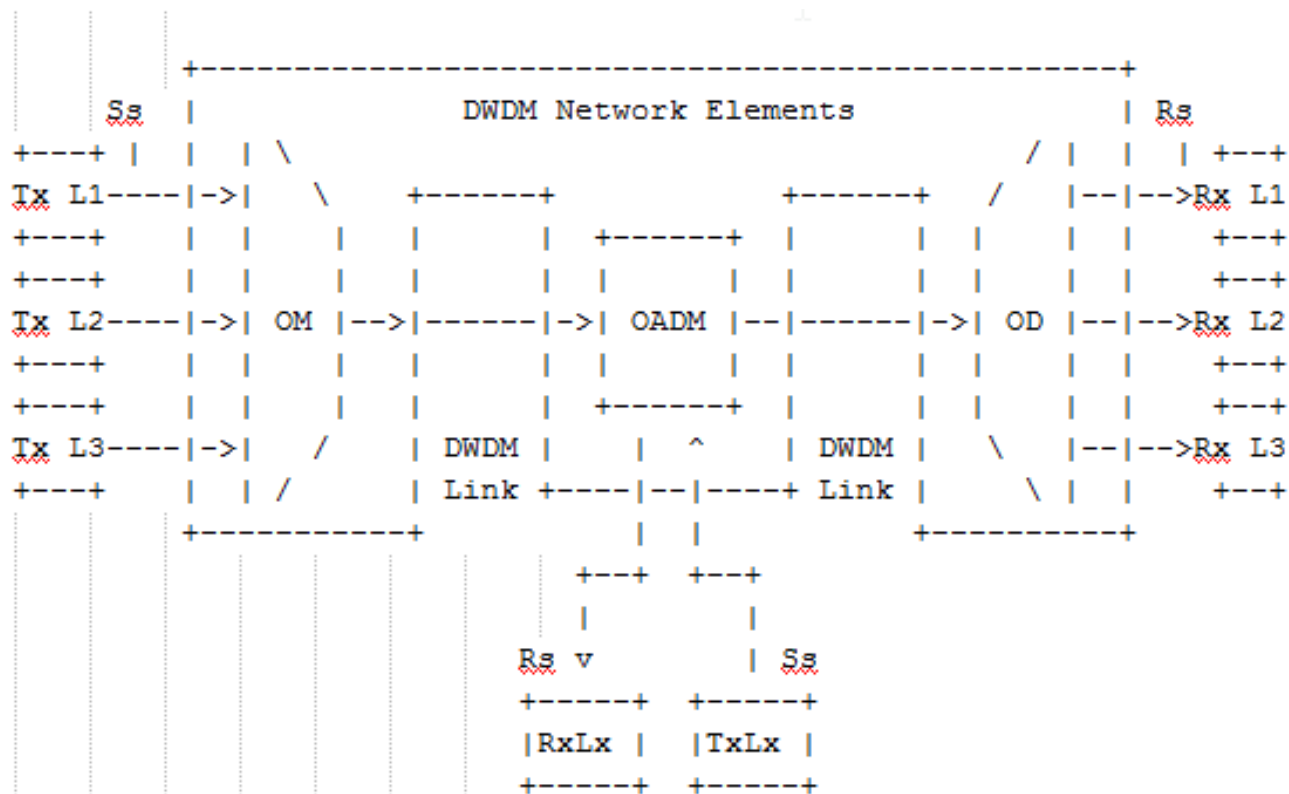 +--------------------------------------------------+
Ss | DWDM Network Elements | Rs
+---+ | | | \ / | | | +--+
Tx L1----|->| \ +------+ +------+ / |--|-->Rx L1
+---+ | | | | | +------+ | | | | | +--+
+---+ | | | | | | | | | | | | +--+
Tx L2----|->| OM |-->|------|->| OADM |--|------|->| OD |--|-->Rx L2
+---+ | | | | | | | | | | | | +--+
+---+ | | | | | +------+ | | | | | +--+
Tx L3----|->| / | DWDM | | ^ | DWDM | \ |--|-->Rx L3
+---+ | | / | Link +----|--|----+ Link | \ | | +--+
+-----------+ | | +----------+
+--+ +--+
| |
Rs v | Ss
+-----+ +-----+
|RxLx | |TxLx |
+-----+ +-----+